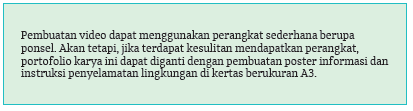 Pembuatan video dapat menggunakan perangkat sederhana berupa
ponsel. Akan tetapi, jika terdapat kesulitan mendapatkan perangkat,
portofolio karya ini dapat diganti dengan pembuatan poster informasi dan
instruksi penyelamatan lingkungan di kertas berukuran A3.